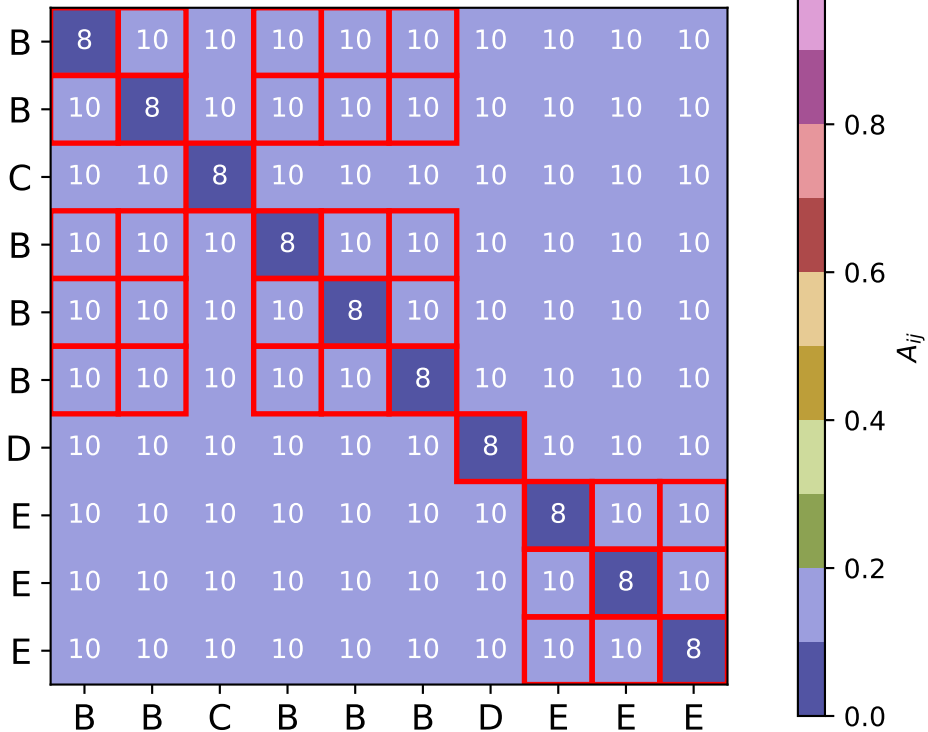 B 8 10 10 10 10 10 10 10 10 10
B 10 8 10 10 10 10 10 10 10 10
C 10 10 8 10 10 10 10 10 10 10
B 10 10 10 8 10 10 10 10 10 10
B 10 10 10 10 8 10 10 10 10 10
B 10 10 10 10 10 8 10 10 10 10
D 10 10 10 10 10 10 8 10 10 10
E 10 10 10 10 10 10 10 8 10 10
E 10 10 10 10 10 10 10 10 8 10
E 10 10 10 10 10 10 10 10 10 8
B B C B B B D E E E
0.8
0.6
0.4
0.2
0.0
A_{ij}